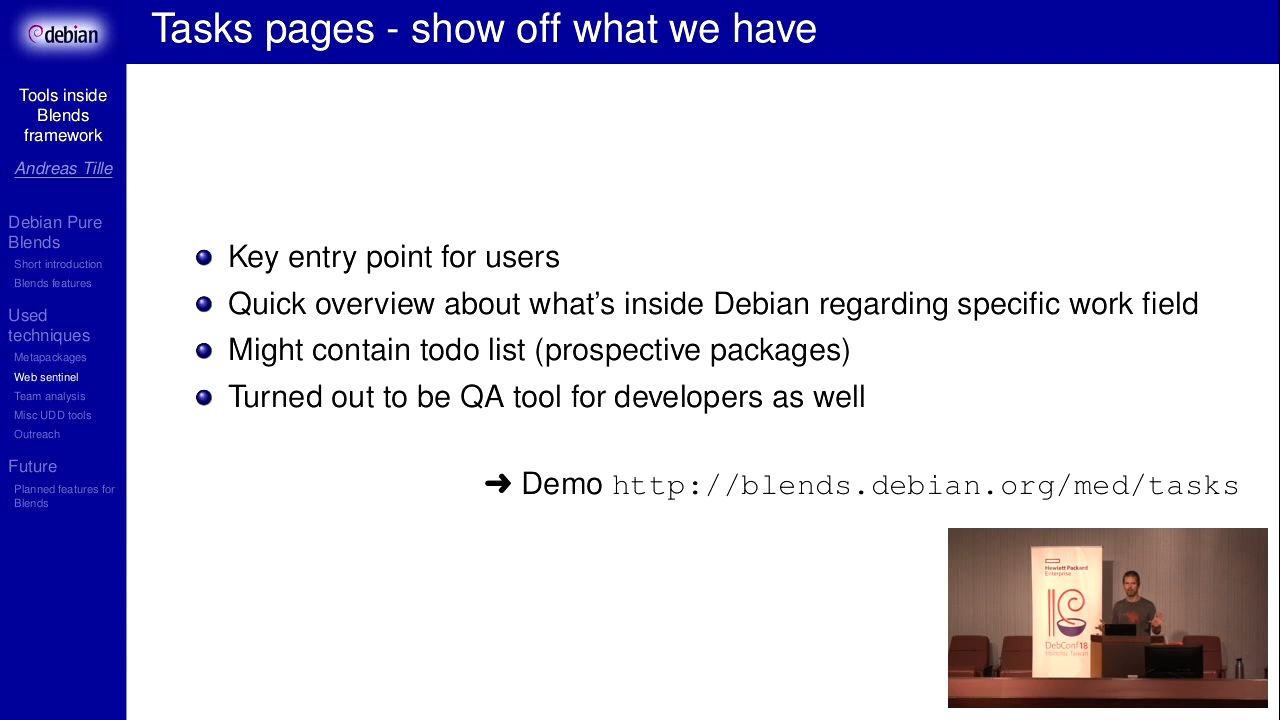 debian
Tasks pages - show off what we have
Tools inside
Blends
framework
Andreas Tille
Debian Pure
Blends
Short introduction
Blends features
Used
techniques
Metapackages
Web sentinel
Team analysis
Misc UDD tools
Outreach
Future
Planned features for
Blends
Key entry point for users
Quick overview about what's inside Debian regarding specific work field
Might contain todo list (prospective packages)
Turned out to be QA tool for developers as well
➜ Demo http://blends.debian.org/med/tasks
Hewlett Packard
Enterprise
DebConf18
Hsinchu, Taiwan